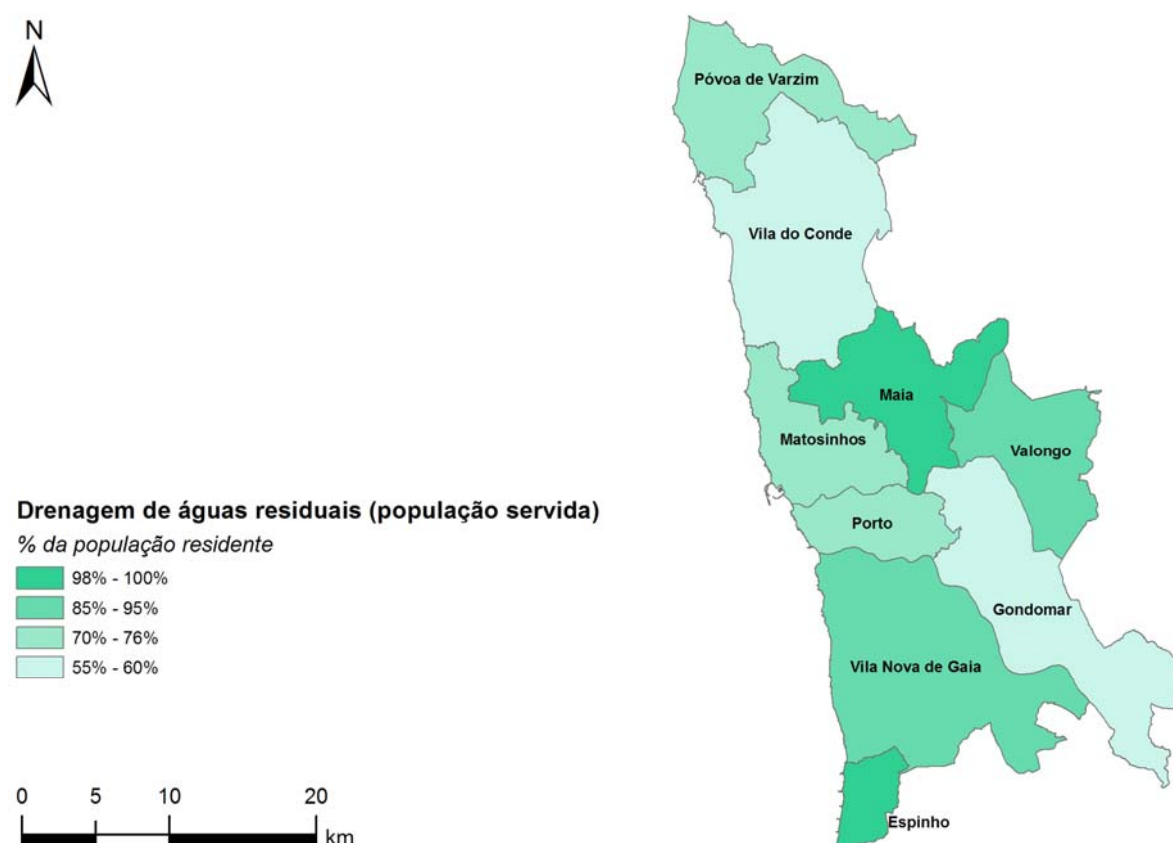 N
Póvoa de Varzim
Vila do Conde
Maia
Matosinhos
Valongo
Porto
Gondomar
Vila Nova de Gaia
Espinho
Drenagem de águas residuais (população servida)
% da população residente
98% - 100%
85% - 95%
70% - 76%
55% - 60%
0 5 10 20
km